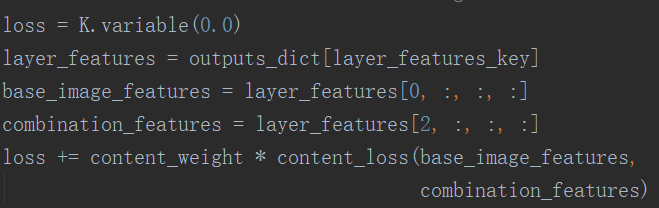 loss = K.variable(0.0)
layer_features = outputs_dict[layer_features_key]
base_image_features = layer_features[0, :, :, :]
combination_features = layer_features[2, :, :, :]
loss += content_weight * content_loss(base_image_features,
combination_features)